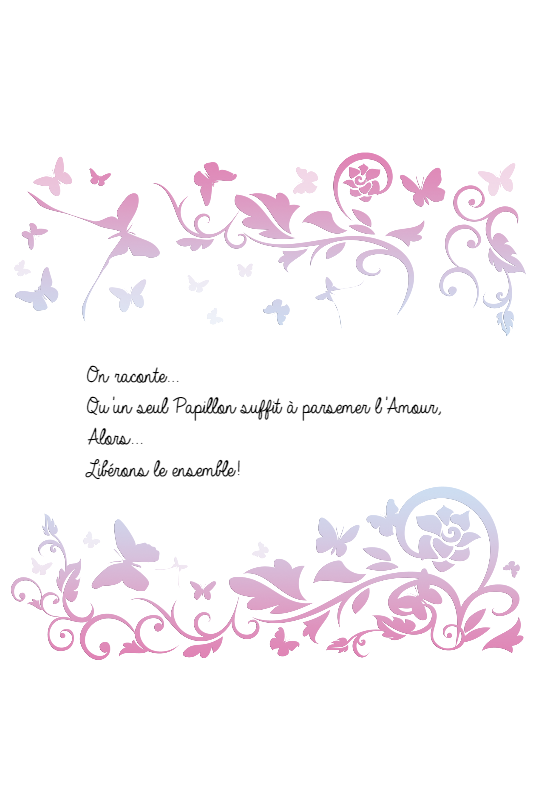 On raconte...
Qu'un seul Papillon suffit à parsemer l'Amour,
Alors...
Libérons le ensemble!